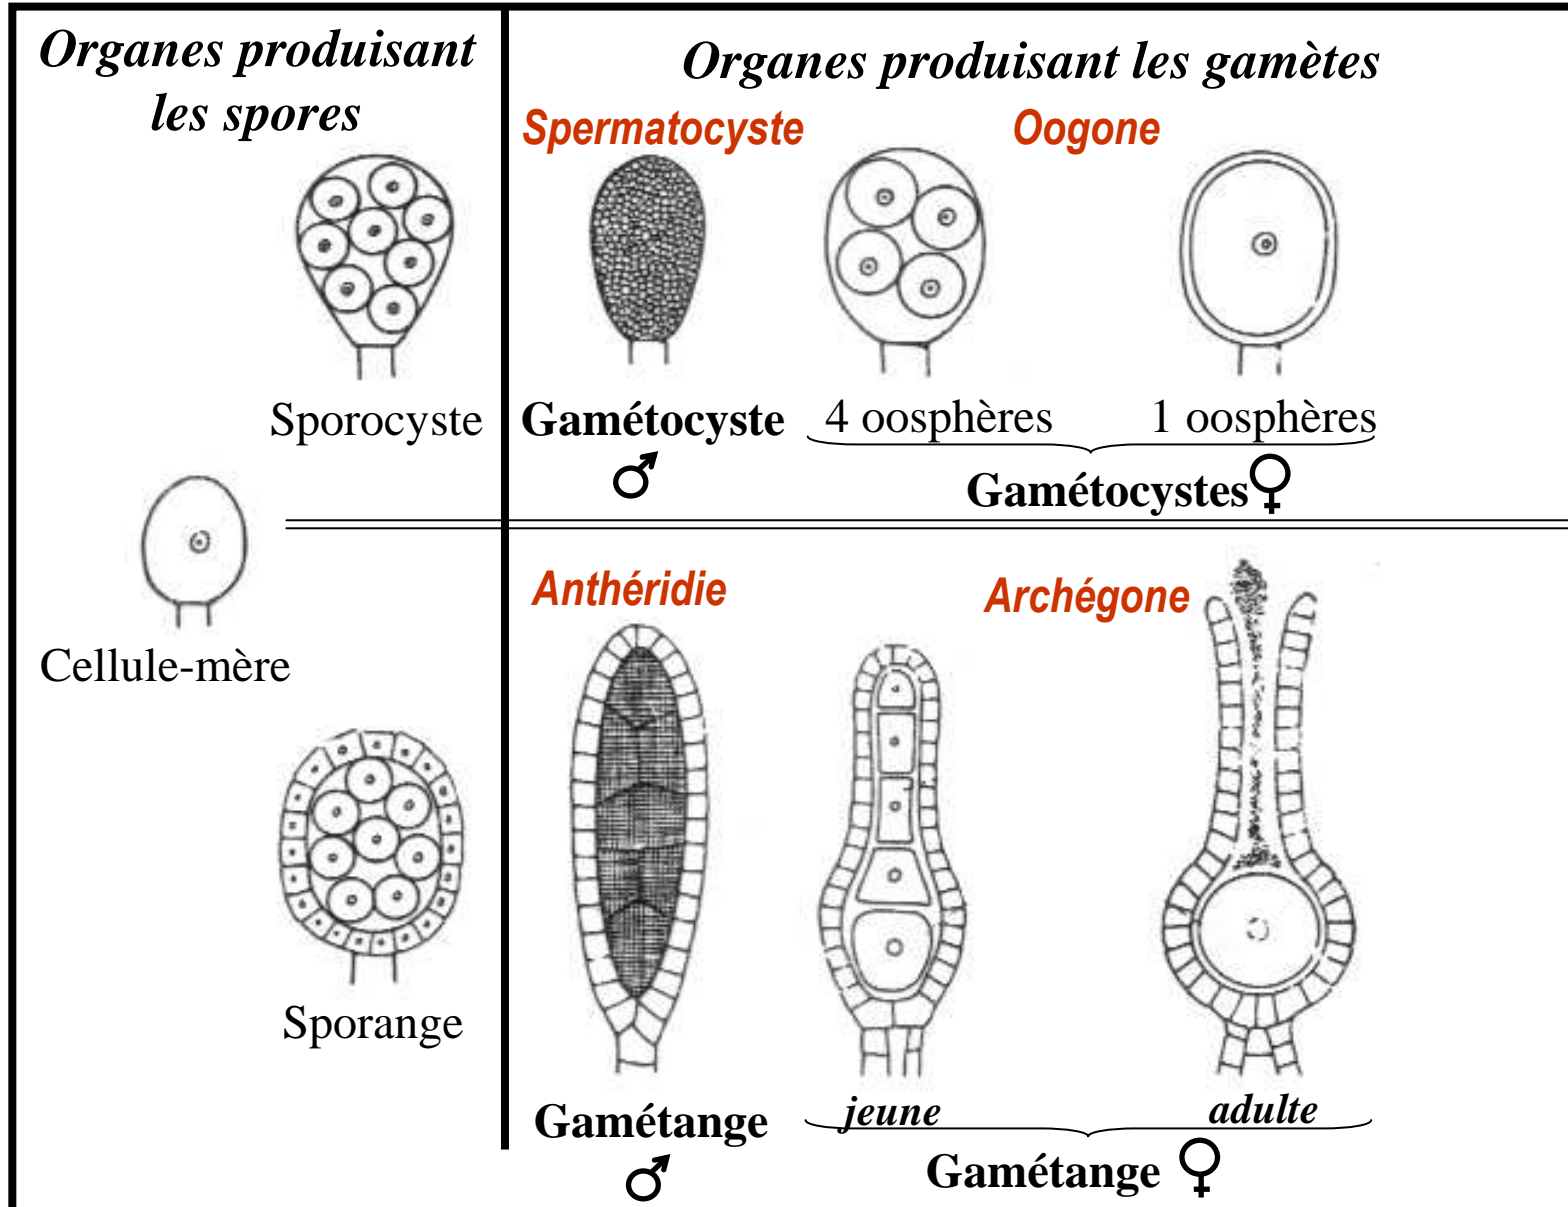 Organes produisant
les spores
Organes produisant les gamètes
Spermatocyste
Oogone
Sporocyste
Gamétocyste
♂
4 oosphères
1 oosphères
Gamétocystes ♀
Cellule-mère
Anthéridie
Archégone
Sporange
Gamétange
♂
jeune
adulte
Gamétange ♀